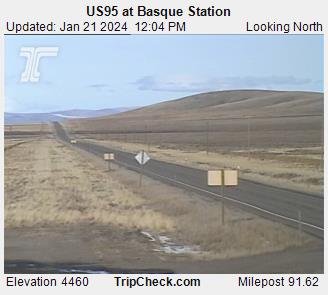 US95 at Basque Station
Updated: Jan 21 2024 12:04 PM Looking North
Elevation 4460 TripCheck.com Milepost 91.62